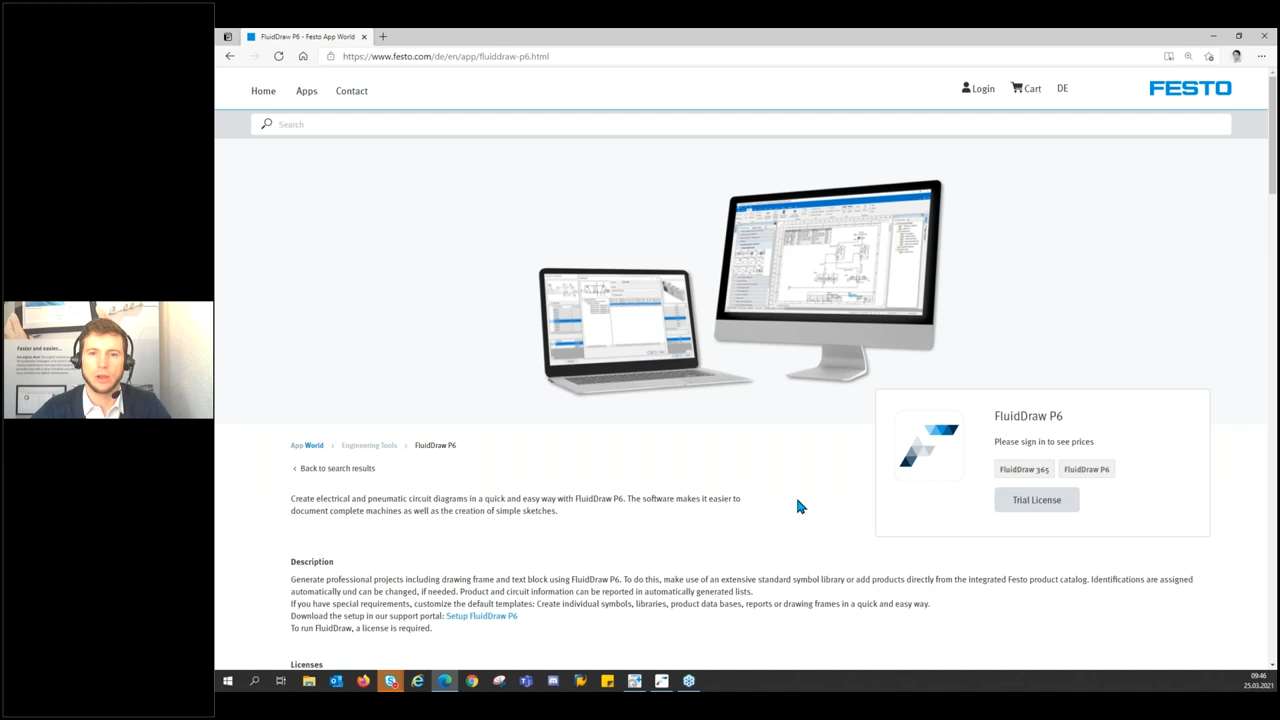 FluidDraw P6 - Festo App World
https://www.festo.com/de/en/app/fluiddraw-p6.html
Home Apps Contact
Login Cart DE
FESTO
Search
FluidDraw P6
Please sign in to see prices
FluidDraw 365 FluidDraw P6
Trial License
App World > Engineering Tools > FluidDraw P6
Back to search results
Create electrical and pneumatic circuit diagrams in a quick and easy way with FluidDraw P6. The software makes it easier to
document complete machines as well as the creation of simple sketches.
Description
Generate professional projects including drawing frame and text block using FluidDraw P6. To do this, make use of an extensive standard symbol library or add products directly from the integrated Festo product catalog. Identifications are assigned
automatically und can be changed, if needed. Product and circuit information can be reported in automatically generated lists.
If you have special requirements, customize the default templates: Create individual symbols, libraries, product data bases, reports or drawing frames in a quick and easy way.
Download the setup in our support portal: Setup FluidDraw P6
To run FluidDraw, a license is required.
Licenses
Faster and easier...
09:46
25.03.2021